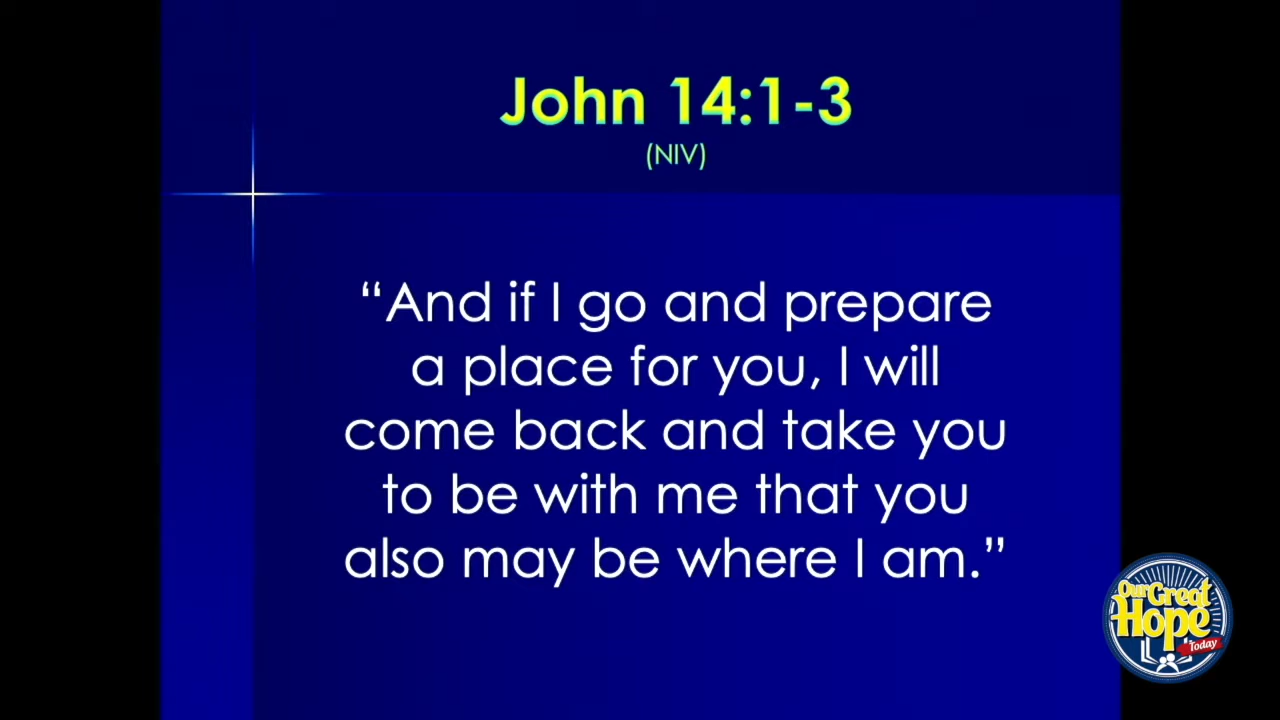 John 14:1-3
(NIV)
“And if I go and prepare
a place for you, I will
come back and take you
to be with me that you
also may be where I am.”
Our Great
Hope
Today